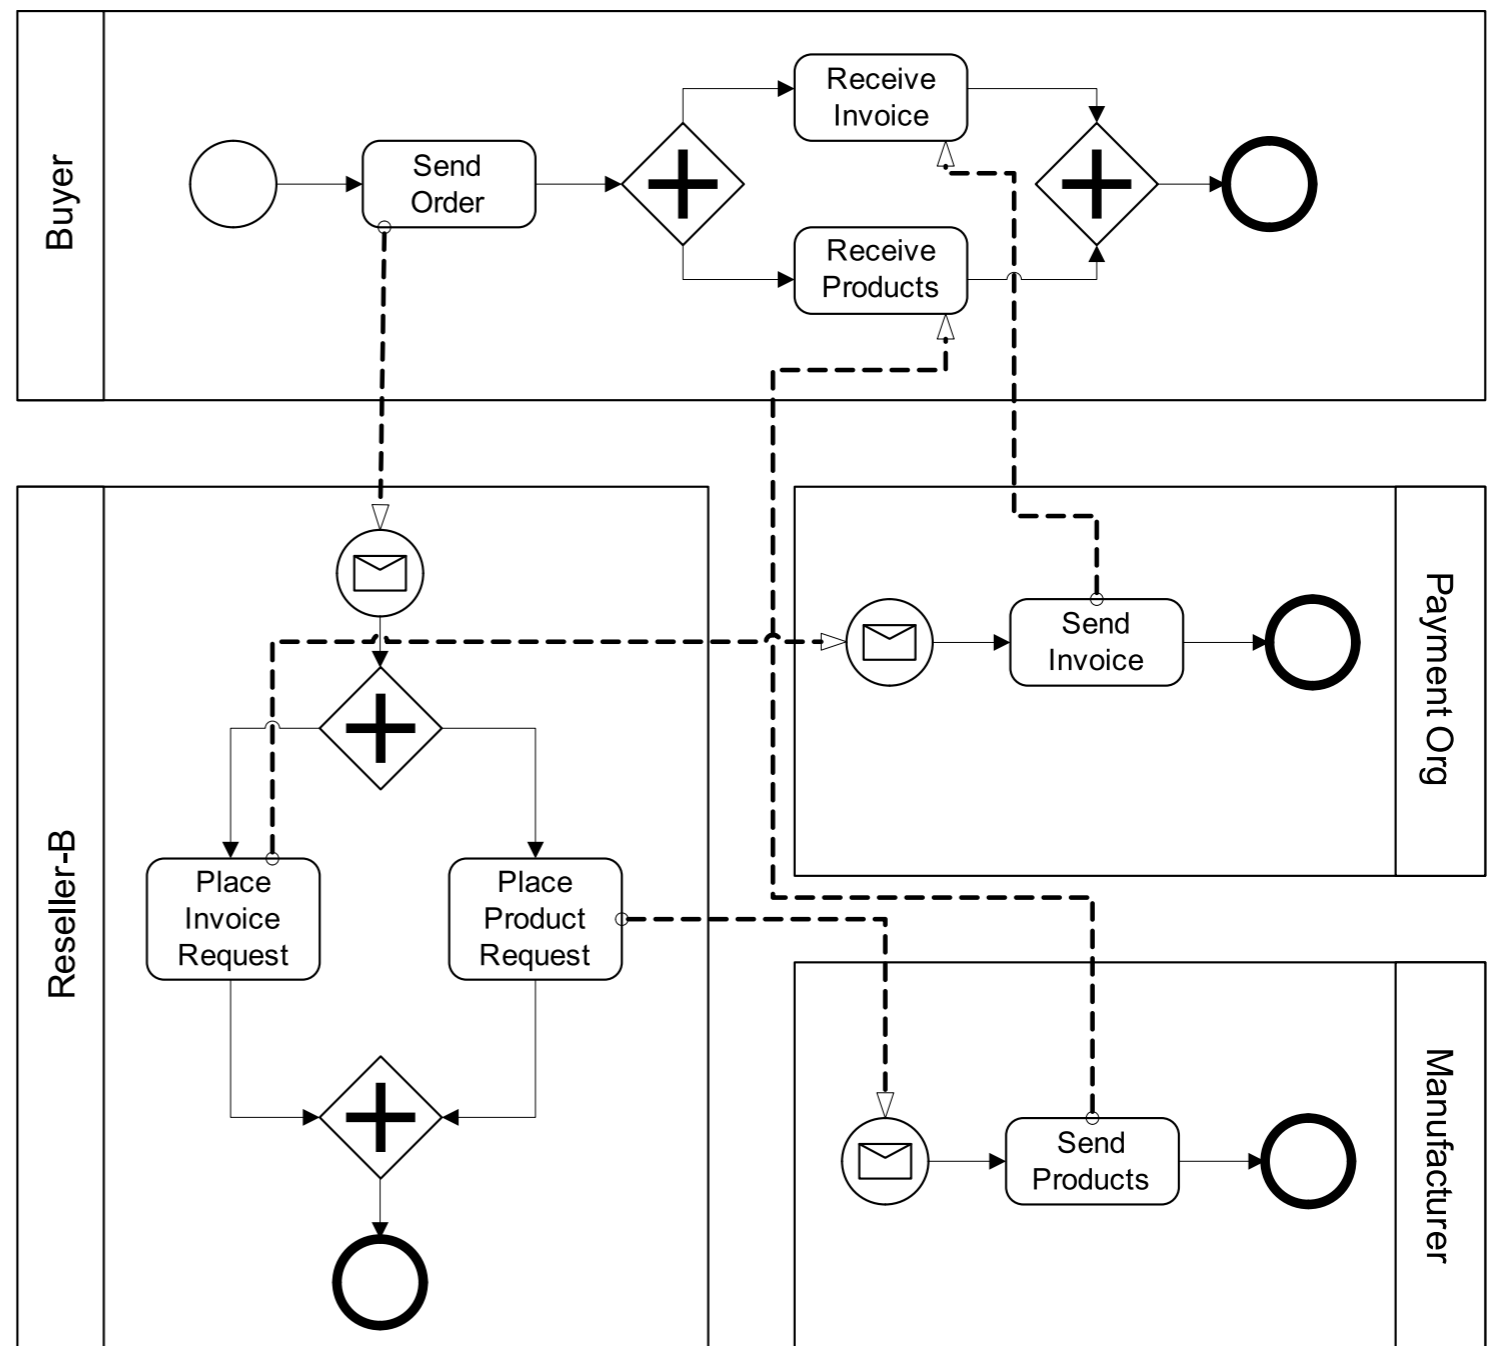 Buyer
Send
Order
Receive
Invoice
Receive
Products
Reseller-B
Place
Invoice
Request
Place
Product
Request
Payment Org
Send
Invoice
Manufacturer
Send
Products